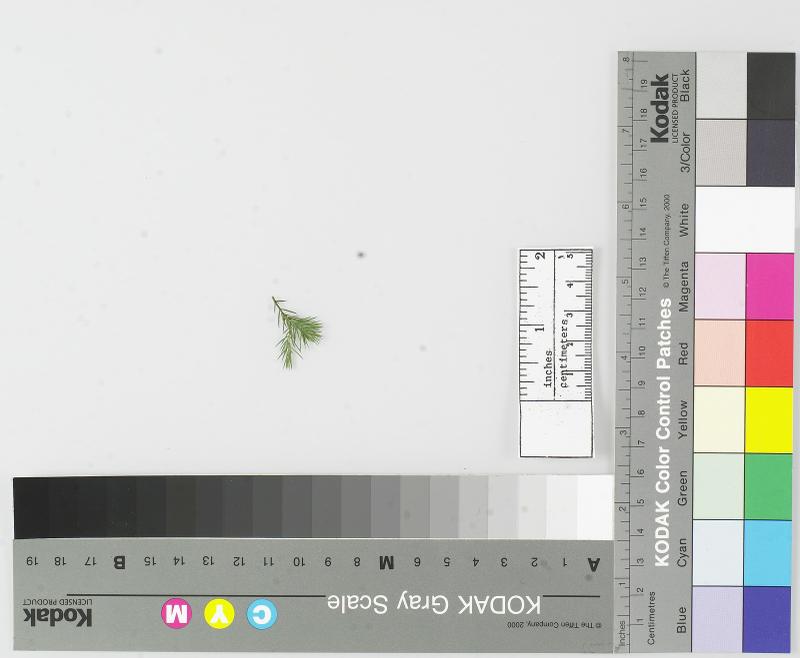 Kodak
LICENSED PRODUCT
Black
3/Color
White
Magenta
Red
Yellow
Green
Cyan
Blue
KODAK Color Control Patches © The Tiffen Company, 2000
8 7 6 5 4 3 2 1 Inches
19 18 17 16 15 14 13 12 11 10 9 8 7 6 5 4 3 2 1 Centimetres
2 1 inches
5 4 3 2 1 centimeters
A 1 2 3 4 5 6 M 8 9 10 11 12 13 14 15 B 17 18 19
KODAK Gray Scale
C Y M
Kodak
LICENSED PRODUCT
© The Tiffen Company, 2000